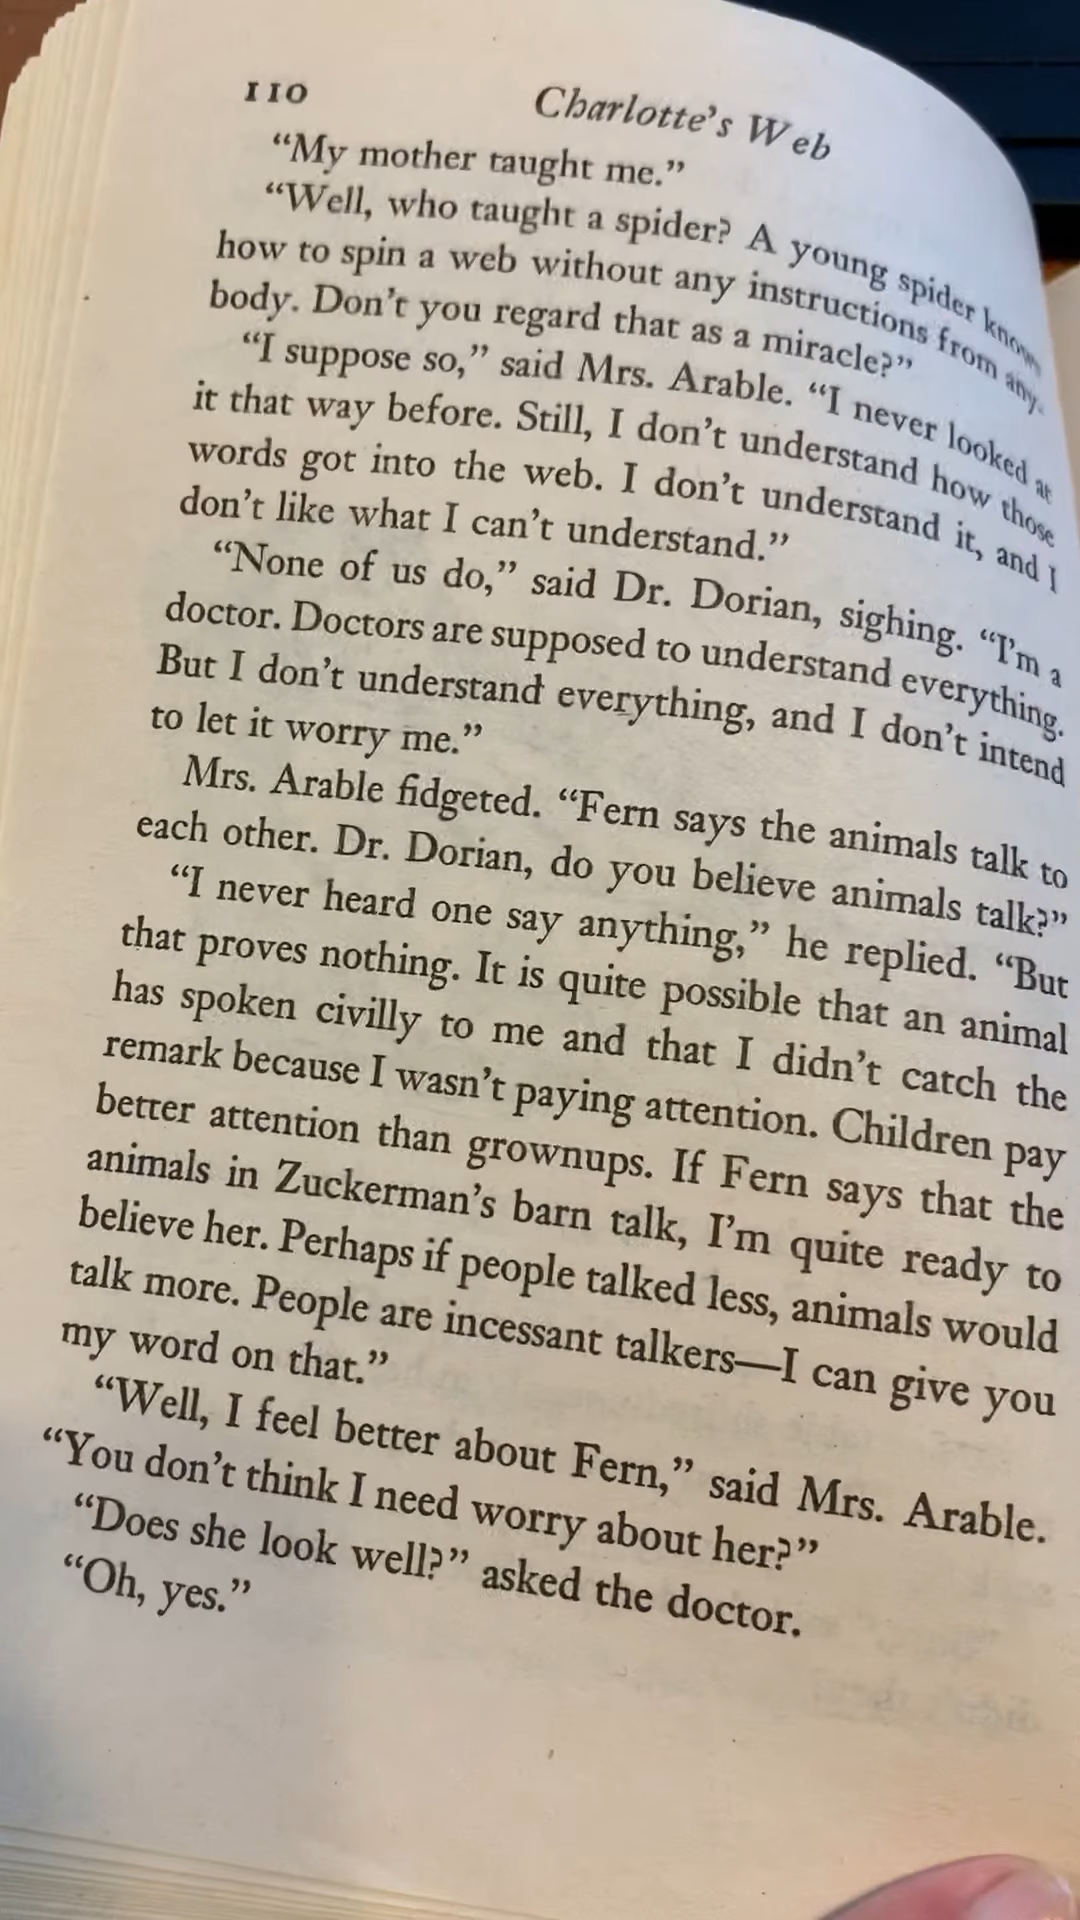 110
Charlotte's Web
“My mother taught me.”
“Well, who taught a spider? A young spider knows
how to spin a web without any instructions from any-
body. Don’t you regard that as a miracle?”
“I suppose so,” said Mrs. Arable. “I never looked at
it that way before. Still, I don’t understand how those
words got into the web. I don’t understand it, and I
don’t like what I can’t understand.”
“None of us do,” said Dr. Dorian, sighing. “I’m a
doctor. Doctors are supposed to understand everything.
But I don’t understand everything, and I don’t intend
to let it worry me.”
Mrs. Arable fidgeted. “Fern says the animals talk to
each other. Dr. Dorian, do you believe animals talk?”
“I never heard one say anything,” he replied. “But
that proves nothing. It is quite possible that an animal
has spoken civilly to me and that I didn’t catch the
remark because I wasn’t paying attention. Children pay
better attention than grownups. If Fern says that the
animals in Zuckerman’s barn talk, I’m quite ready to
believe her. Perhaps if people talked less, animals would
talk more. People are incessant talkers—I can give you
my word on that.”
“Well, I feel better about Fern,” said Mrs. Arable.
“You don’t think I need worry about her?”
“Does she look well?” asked the doctor.
“Oh, yes.”